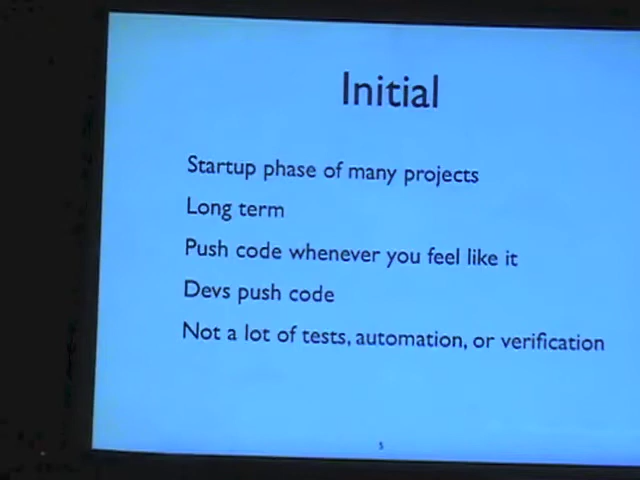 Initial
Startup phase of many projects
Long term
Push code whenever you feel like it
Devs push code
Not a lot of tests, automation, or verification
5